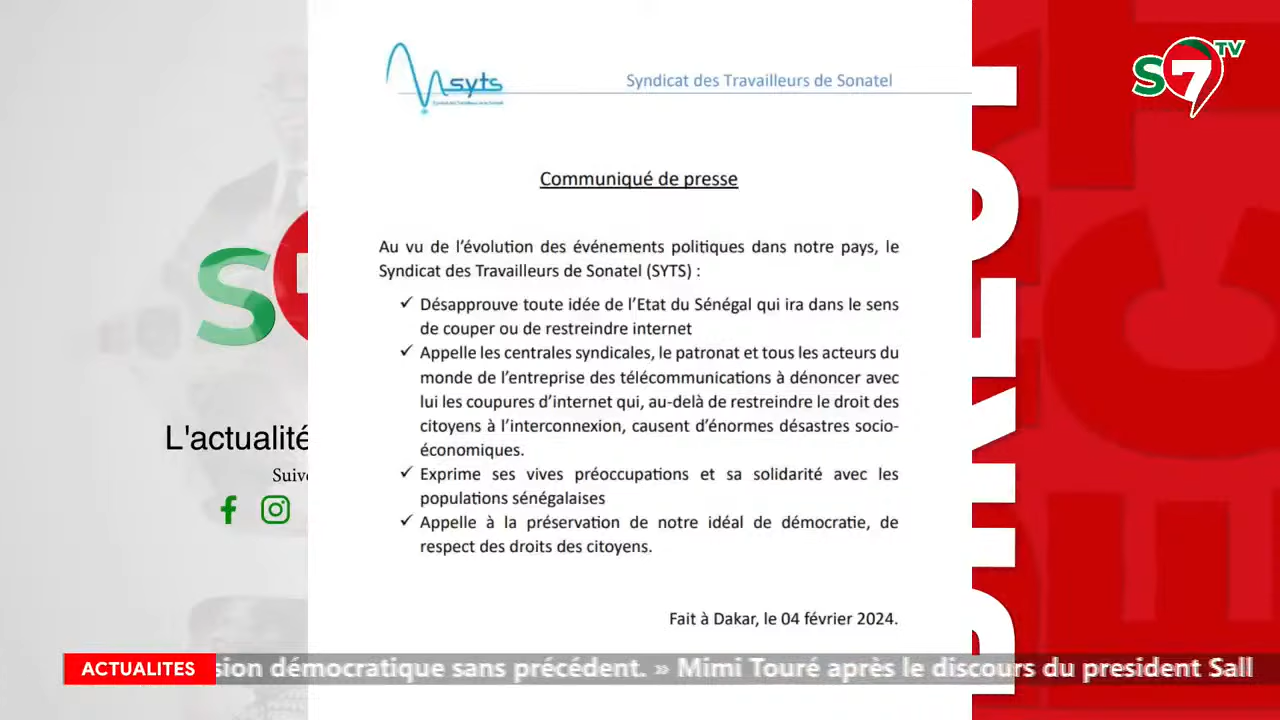 S7 TV
syts
Syndicat des Travailleurs de Sonatel
Communiqué de presse
Au vu de l'évolution des événements politiques dans notre pays, le
Syndicat des Travailleurs de Sonatel (SYTS) :
✓ Désapprouve toute idée de l'Etat du Sénégal qui ira dans le sens
de couper ou de restreindre internet
✓ Appelle les centrales syndicales, le patronat et tous les acteurs du
monde de l'entreprise des télécommunications à dénoncer avec
lui les coupures d'internet qui, au-delà de restreindre le droit des
citoyens à l'interconnexion, causent d'énormes désastres socio-
économiques.
✓ Exprime ses vives préoccupations et sa solidarité avec les
populations sénégalaises
✓ Appelle à la préservation de notre idéal de démocratie, de
respect des droits des citoyens.
Fait à Dakar, le 04 février 2024.
S
L'actualité
Suiv
DIRECT
ACTUALITES
sion démocratique sans précédent. » Mimi Touré après le discours du president Sall